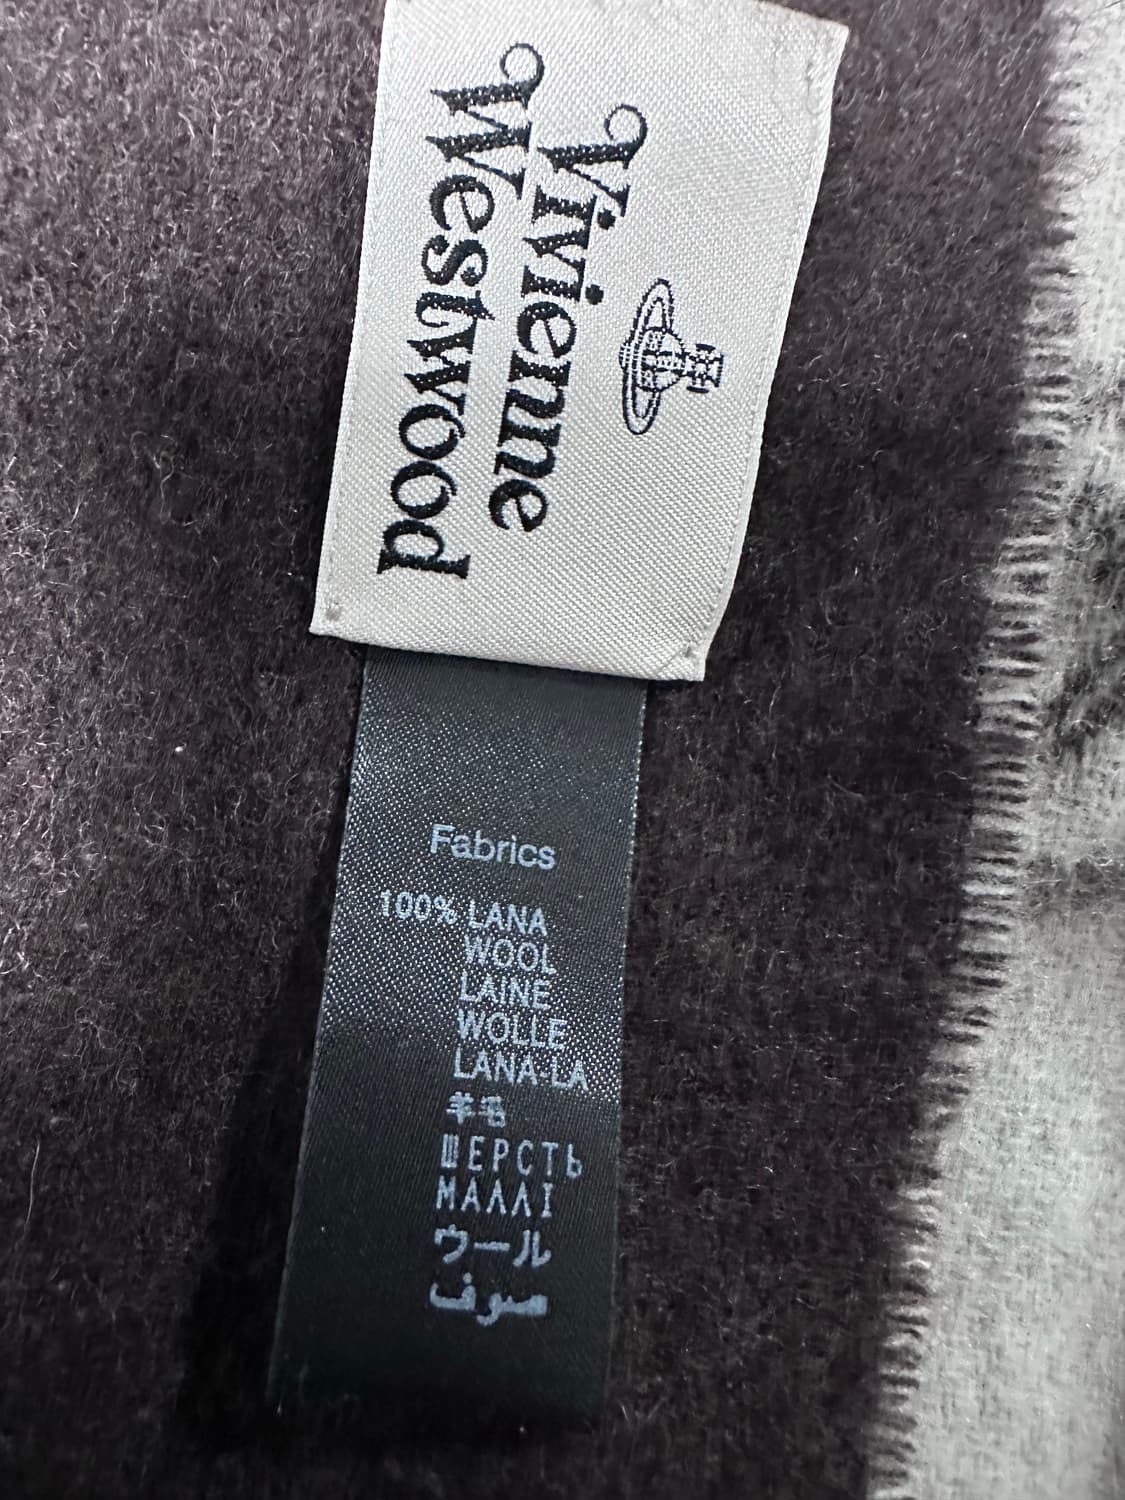 Vivienne
Westwood
Fabrics
100% LANA
WOOL
LAINE
WOLLE
LANA-LA
羊毛
ШЕРСТЬ
ΜΑΛΛΙ
ウール
صوف